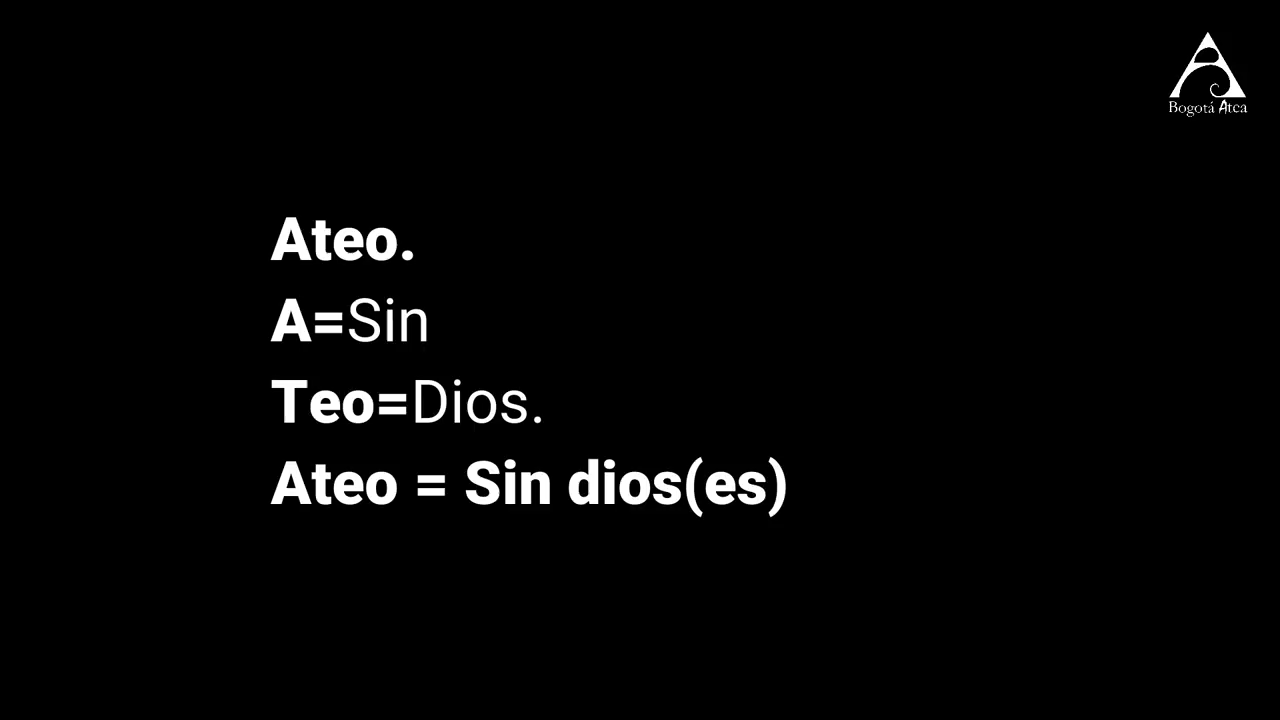 Bogotá Atea
Ateo.
A=Sin
Teo=Dios.
Ateo = Sin dios(es)